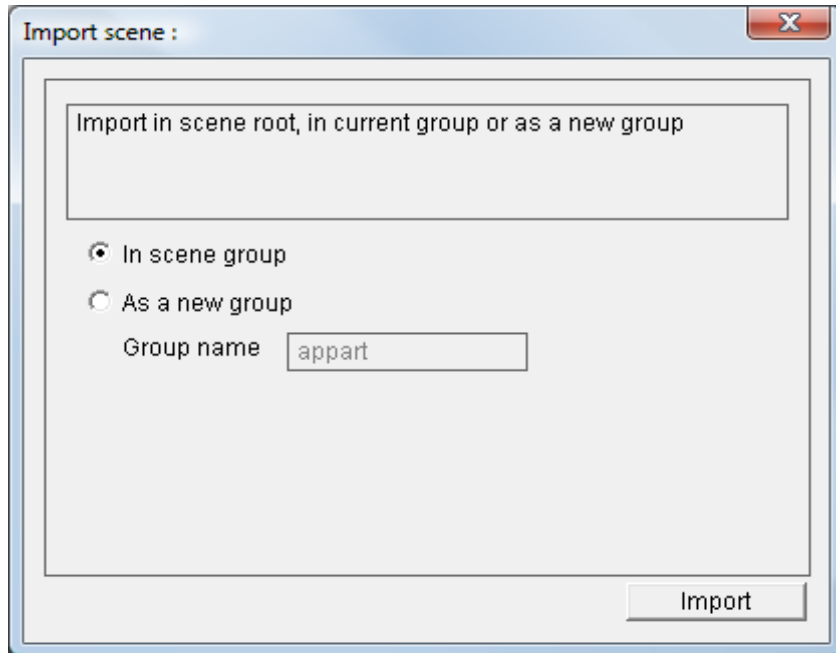 Import scene :
Import in scene root, in current group or as a new group
In scene group
As a new group
Group name appart
Import